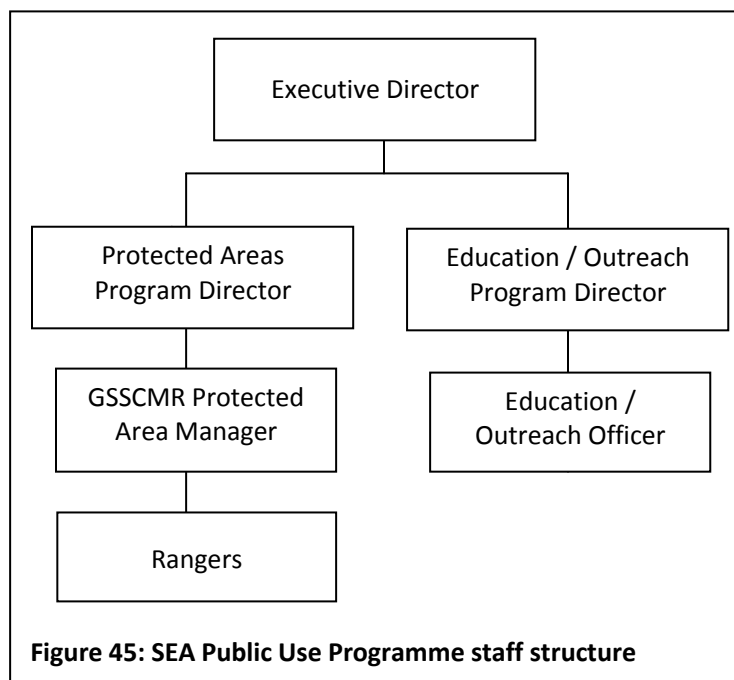 Executive Director
Protected Areas
Program Director
Education / Outreach
Program Director
GSSCMR Protected
Area Manager
Education /
Outreach Officer
Rangers
Figure 45: SEA Public Use Programme staff structure